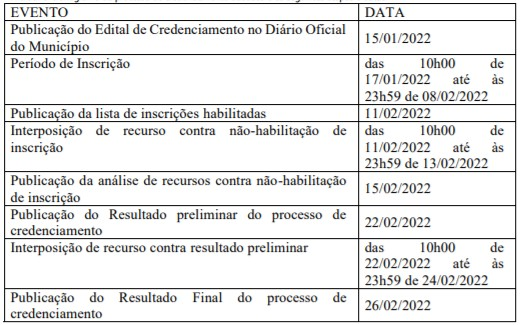 EVENTO DATA
Publicação do Edital de Credenciamento no Diário Oficial
do Município
15/01/2022
Período de Inscrição
das 10h00 de
17/01/2022 até às
23h59 de 08/02/2022
Publicação da lista de inscrições habilitadas 11/02/2022
Interposição de recurso contra não-habilitação de
inscrição
das 10h00 de
11/02/2022 até às
23h59 de 13/02/2022
Publicação da análise de recursos contra não-habilitação
de inscrição
15/02/2022
Publicação do Resultado preliminar do processo de
credenciamento
22/02/2022
Interposição de recurso contra resultado preliminar
das 10h00 de
22/02/2022 até às
23h59 de 24/02/2022
Publicação do Resultado Final do processo de
credenciamento
26/02/2022